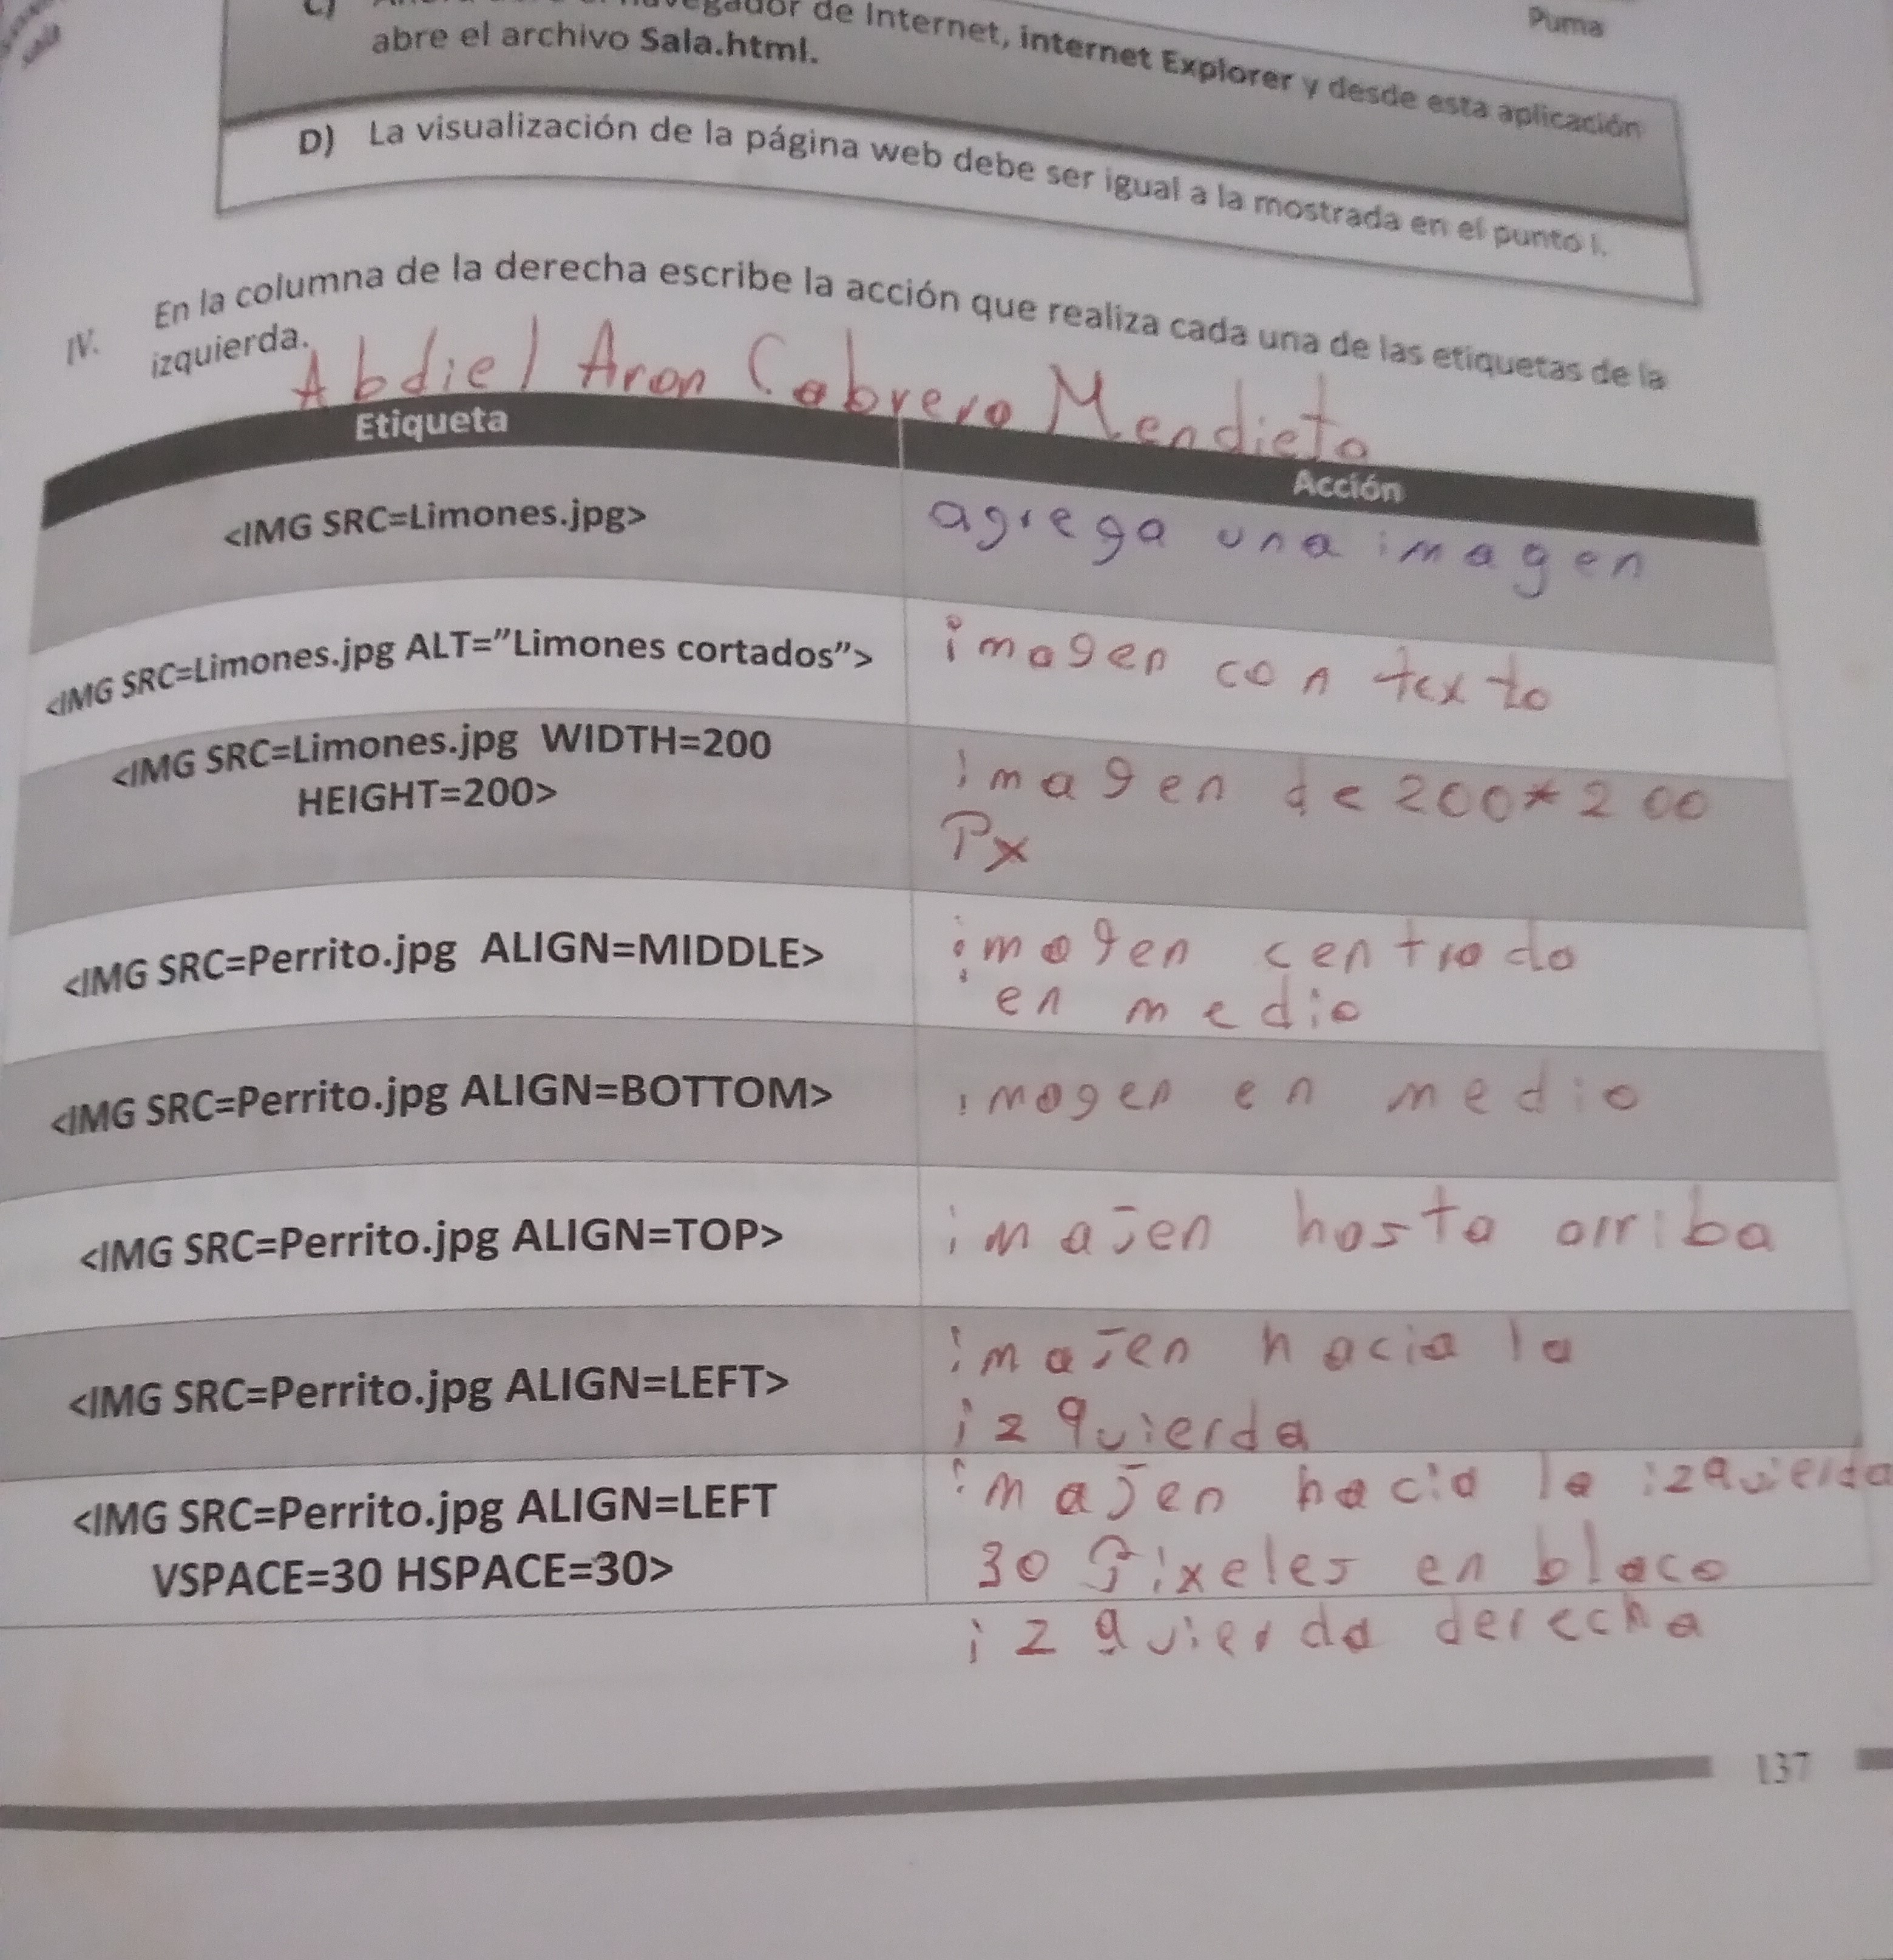 Puma
de Internet, internet Explorer y desde esta aplicación
abre el archivo Sala.html.
D) La visualización de la página web debe ser igual a la mostrada en el punto I.
IV. En la columna de la derecha escribe la acción que realiza cada una de las etiquetas de la
izquierda.
Abdiel Aron Cabrera Mendieta
Etiqueta Acción
<IMG SRC=Limones.jpg> agrega una imagen
<IMG SRC=Limones.jpg ALT="Limones cortados"> imagen con texto
<IMG SRC=Limones.jpg WIDTH=200 imagen de 200*200
HEIGHT=200> Px
<IMG SRC=Perrito.jpg ALIGN=MIDDLE> imagen centrada
en medio
<IMG SRC=Perrito.jpg ALIGN=BOTTOM> imagen en medio
<IMG SRC=Perrito.jpg ALIGN=TOP> imajen hasta arriba
<IMG SRC=Perrito.jpg ALIGN=LEFT> imajen hacia la
izquierda
<IMG SRC=Perrito.jpg ALIGN=LEFT imajen hacia la izquierda
VSPACE=30 HSPACE=30> 30 Pixeles en blaco
izquierda derecha
137